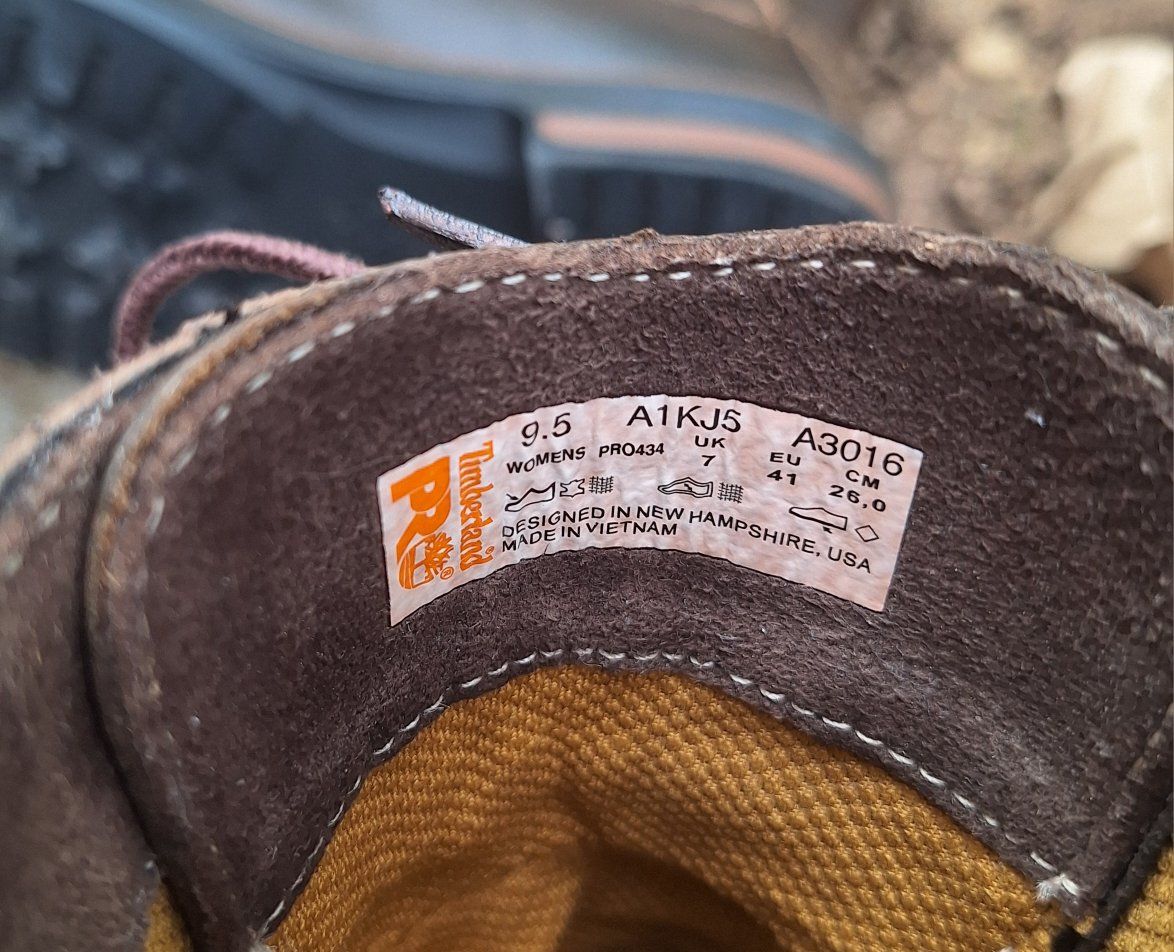 Timberland
PRO®
9.5 A1KJ5 A3016
WOMENS PRO434 UK EU CM
7 41 26,0
DESIGNED IN NEW HAMPSHIRE, USA
MADE IN VIETNAM